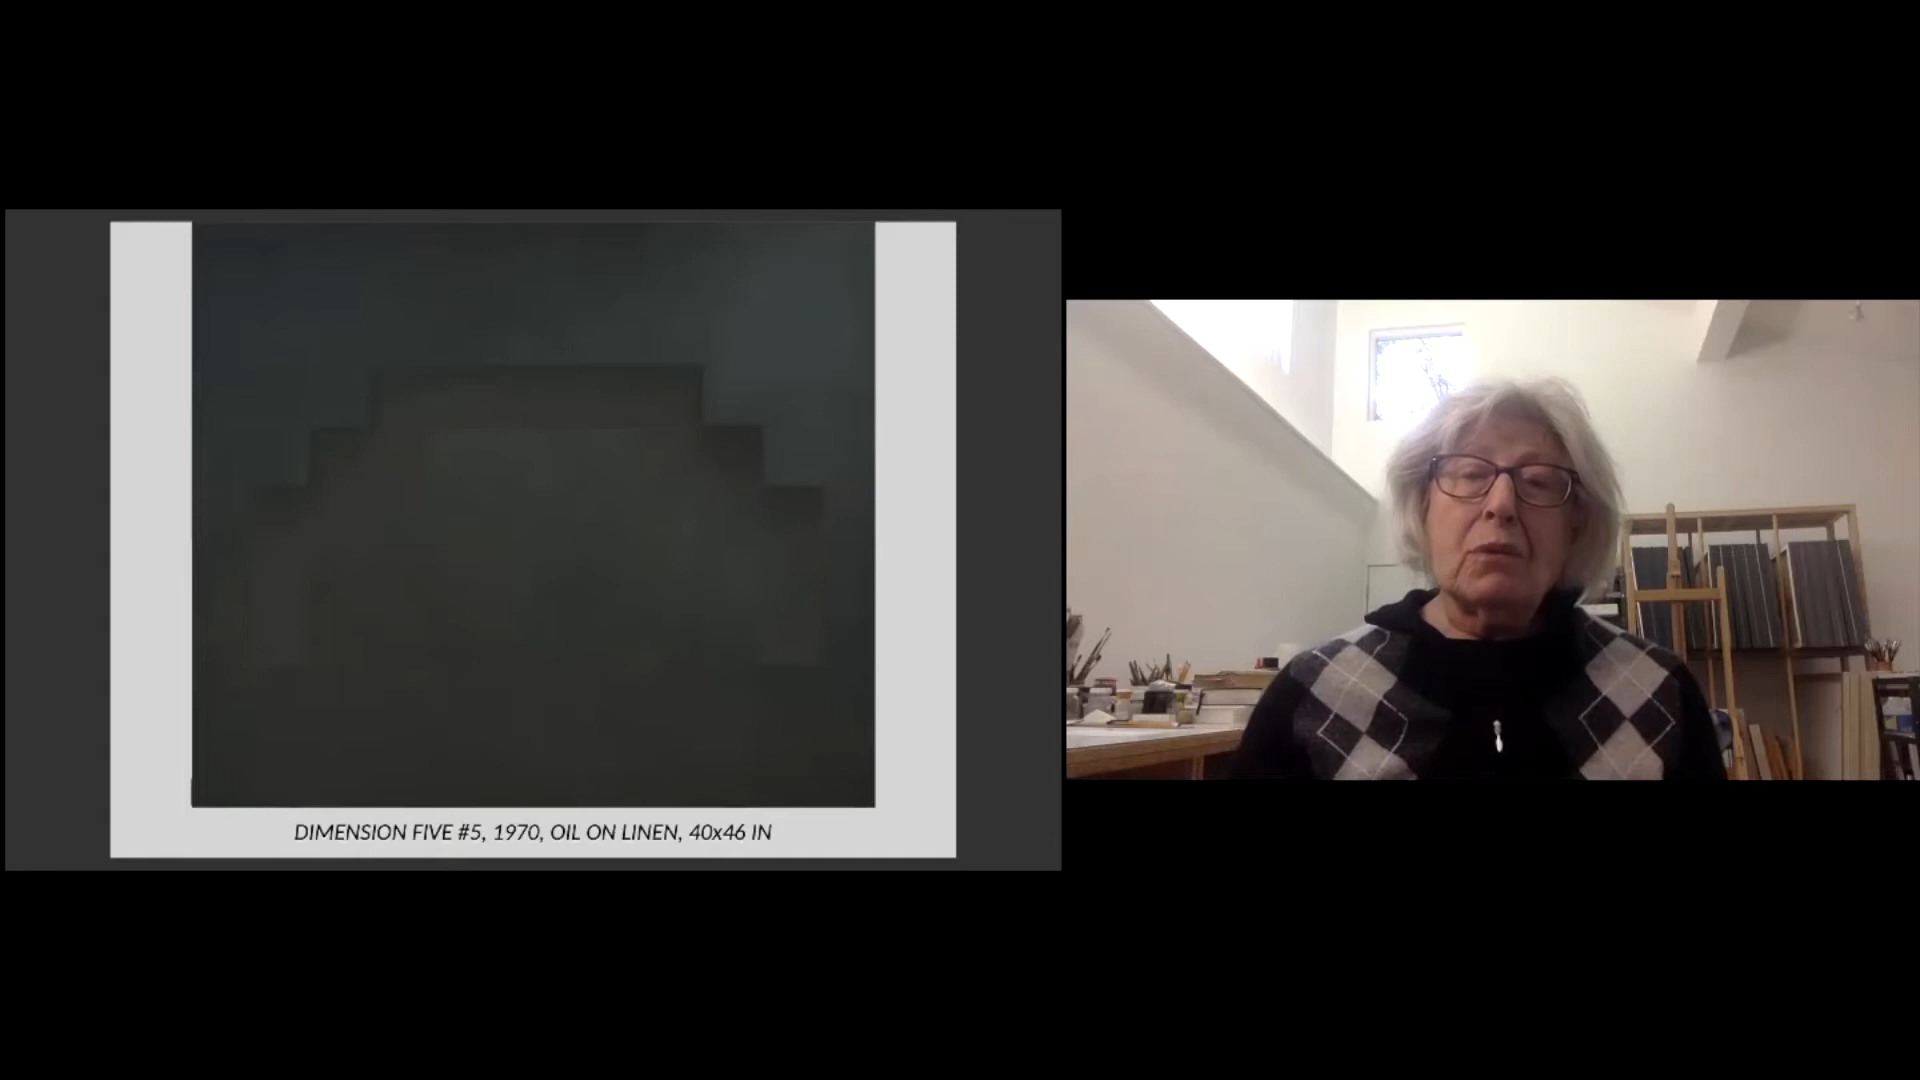 DIMENSION FIVE #5, 1970, OIL ON LINEN, 40x46 IN